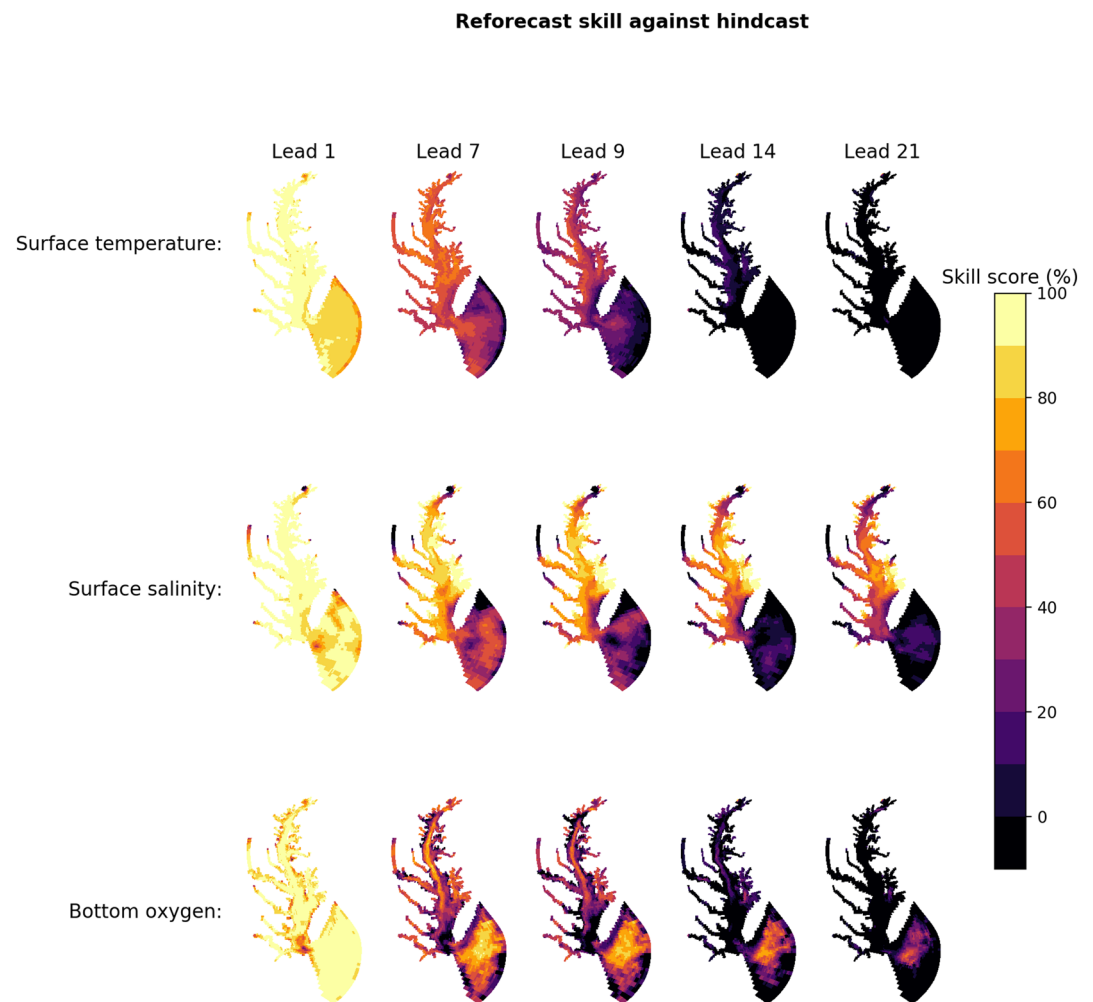 Reforecast skill against hindcast
Lead 1 Lead 7 Lead 9 Lead 14 Lead 21
Surface temperature:
Skill score (%)
100
80
60
40
20
0
Surface salinity:
Bottom oxygen: